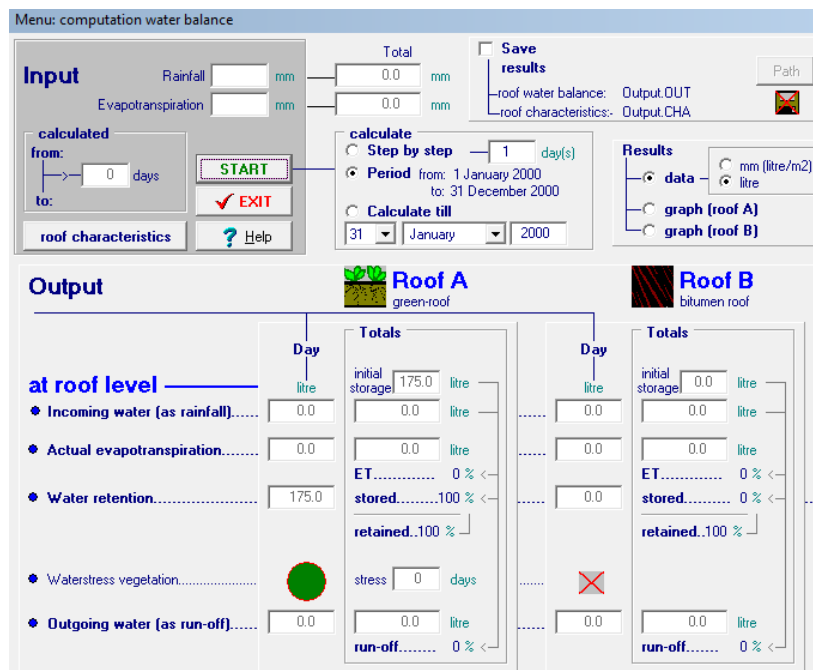 Menu: computation water balance
Input
Rainfall mm
Evapotranspiration mm
Total
0.0 mm
0.0 mm
Save
results
roof water balance: Output.OUT
roof characteristics:- Output.CHA
Path
calculated
from:
->- 0 days
to:
START
EXIT
Help
roof characteristics
calculate
Step by step 1 day(s)
Period from: 1 January 2000
to: 31 December 2000
Calculate till
31 January 2000
Results
data
mm (litre/m2)
litre
graph (roof A)
graph (roof B)
Output
Roof A
green-roof
Roof B
bitumen roof
Day
Totals
Day
Totals
at roof level
litre
initial
storage 175.0 litre
litre
initial
storage 0.0 litre
Incoming water (as rainfall)..... 0.0 0.0 litre ..... 0.0 0.0 litre
Actual evapotranspiration....... 0.0 0.0 litre ..... 0.0 0.0 litre
ET............ 0 % <
ET............ 0 % <
Water retention..................... 175.0 stored.......100 % < ..... 0.0 stored....... 0 % <
retained..100 %
retained..100 %
Waterstress vegetation..................... stress 0 days .....
Outgoing water (as run-off)..... 0.0 0.0 litre ..... 0.0 0.0 litre
run-off....... 0 % <
run-off....... 0 % <